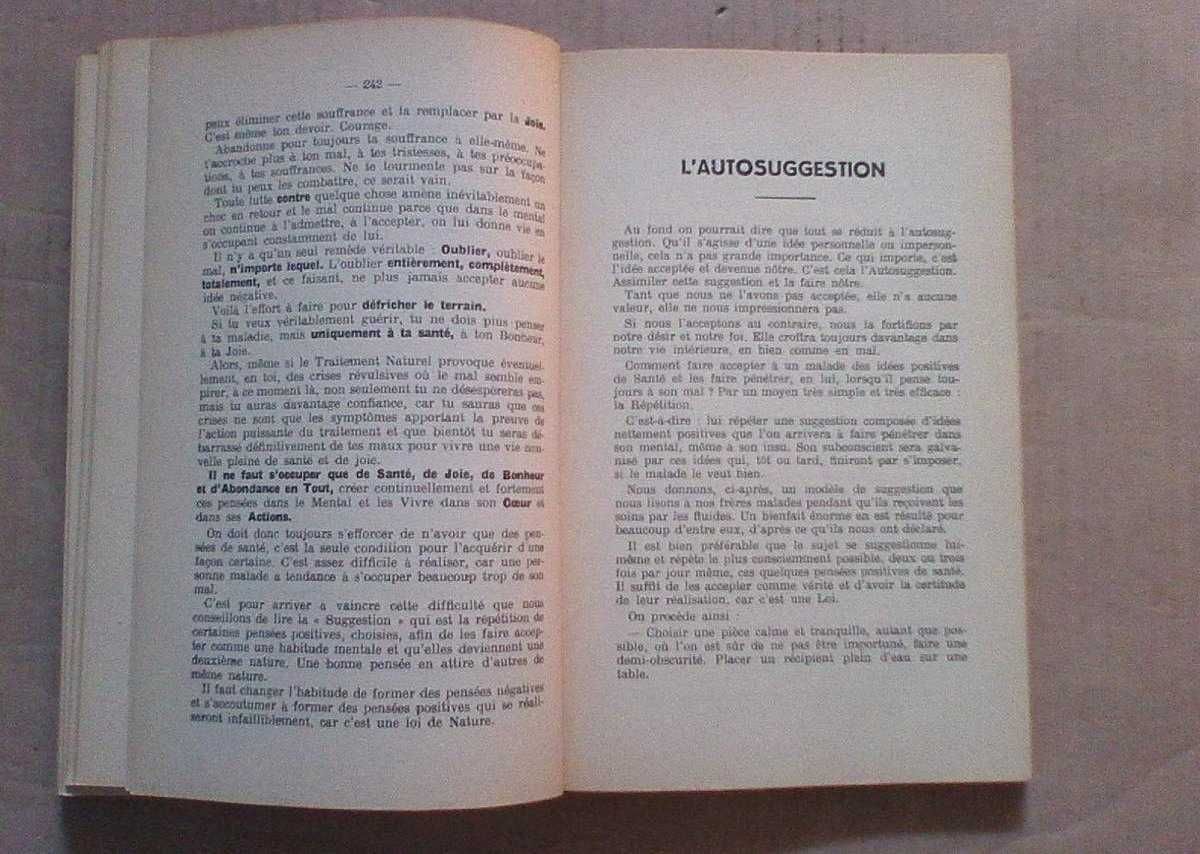 — 242 —
peux éliminer cette souffrance et la remplacer par la Joie.
C'est même ton devoir. Courage.
Abandonne pour toujours ta souffrance à elle-même. Ne
t'accroche plus à ton mal, à tes tristesses, à tes préoccupa-
tions, à tes souffrances. Ne te tourmente pas sur la façon
dont tu peux les combattre, ce serait vain.
Toute lutte contre quelque chose amène inévitablement un
choc en retour et le mal continue parce que dans le mental
on continue à l'admettre, à l'accepter, on lui donne vie en
s'occupant constamment de lui.
Il n'y a qu'un seul remède véritable : Oublier, oublier le
mal, n'importe lequel. L'oublier entièrement, complètement,
totalement, et ce faisant, ne plus jamais accepter aucune
idée négative.
Voilà l'effort à faire pour défricher le terrain.
Si tu veux véritablement guérir, tu ne dois plus penser
à ta maladie, mais uniquement à ta santé, à ton Bonheur,
à ta Joie.
Alors, même si le Traitement Naturel provoque éventuel-
lement, en toi, des crises révulsives où le mal semble em-
pirer, à ce moment là, non seulement tu ne désespéreras pas,
mais tu auras davantage confiance, car tu sauras que ces
crises ne sont que les symptômes apportant la preuve de
l'action puissante du traitement et que bientôt tu seras dé-
barrassé définitivement de tes maux pour vivre une vie nou-
velle pleine de santé et de joie.
Il ne faut s'occuper que de Santé, de Joie, de Bonheur
et d'Abondance en Tout, créer continuellement et fortement
ces pensées dans le Mental et les Vivre dans son Cœur et
dans ses Actions.
On doit donc toujours s'efforcer de n'avoir que des pen-
sées de santé, c'est la seule condition pour l'acquérir d'une
façon certaine. C'est assez difficile à réaliser, car une per-
sonne malade a tendance à s'occuper beaucoup trop de son
mal.
C'est pour arriver a vaincre cette difficulté que nous
conseillons de lire la « Suggestion » qui est la répétition de
certaines pensées positives, choisies, afin de les faire accep-
ter comme une habitude mentale et qu'elles deviennent une
deuxième nature. Une bonne pensée en attire d'autres de
même nature.
Il faut changer l'habitude de former des pensées négatives
et s'accoutumer à former des pensées positives qui se réali-
seront infailliblement, car c'est une loi de Nature.
L'AUTOSUGGESTION
Au fond on pourrait dire que tout se réduit à l'autosug-
gestion. Qu'il s'agisse d'une idée personnelle ou imperson-
nelle, cela n'a pas grande importance. Ce qui importe, c'est
l'idée acceptée et devenue nôtre. C'est cela l'Autosuggestion.
Assimiler cette suggestion et la faire nôtre.
Tant que nous ne l'avons pas acceptée, elle n'a aucune
valeur, elle ne nous impressionnera pas.
Si nous l'acceptons au contraire, nous la fortifions par
notre désir et notre foi. Elle croîtra toujours davantage dans
notre vie intérieure, en bien comme en mal.
Comment faire accepter à un malade des idées positives
de Santé et les faire pénétrer, en lui, lorsqu'il pense tou-
jours à son mal ? Par un moyen très simple et très efficace :
la Répétition.
C'est-à-dire : lui répéter une suggestion composée d'idées
nettement positives que l'on arrivera à faire pénétrer dans
son mental, même à son insu. Son subconscient sera galva-
nisé par ces idées qui, tôt ou tard, finiront par s'imposer,
si le malade le veut bien.
Nous donnons, ci-après, un modèle de suggestion que
nous lisons à nos frères malades pendant qu'ils reçoivent les
soins par les fluides. Un bienfait énorme en est résulté pour
beaucoup d'entre eux, d'après ce qu'ils nous ont déclaré.
Il est bien préférable que le sujet se suggestionne lui-
même et répète le plus consciemment possible, deux ou trois
fois par jour même, ces quelques pensées positives de santé.
Il suffit de les accepter comme vérité et d'avoir la certitude
de leur réalisation, car c'est une Loi.
On procède ainsi :
— Choisir une pièce calme et tranquille, autant que pos-
sible, où l'on est sûr de ne pas être importuné, faire une
demi-obscurité. Placer un récipient plein d'eau sur une
table.